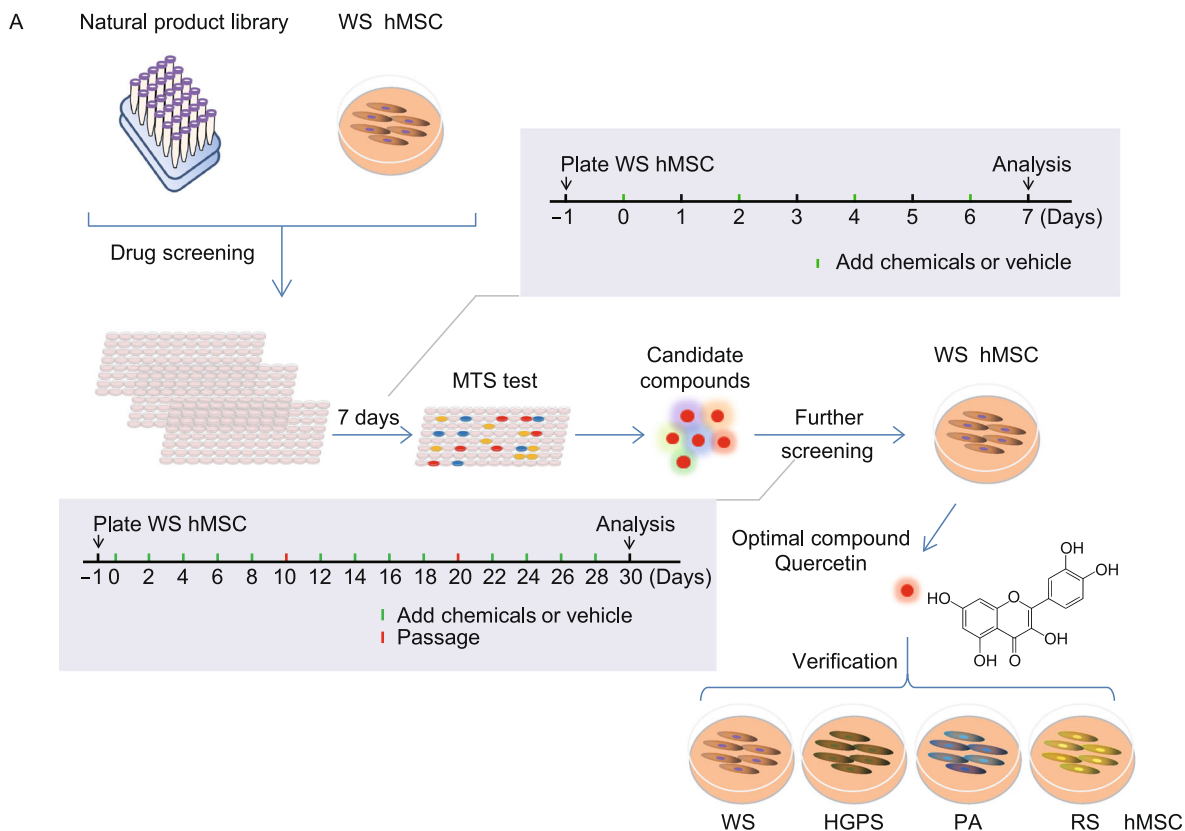 A
Natural product library
WS hMSC
Plate WS hMSC
Analysis
−1 0 1 2 3 4 5 6 7 (Days)
Add chemicals or vehicle
Drug screening
7 days
MTS test
Candidate
compounds
Further
screening
WS hMSC
Plate WS hMSC
Analysis
−1 0 2 4 6 8 10 12 14 16 18 20 22 24 26 28 30 (Days)
Add chemicals or vehicle
Passage
Optimal compound
Quercetin
OH
OH
HO
O
OH
OH
O
Verification
WS HGPS PA RS hMSC